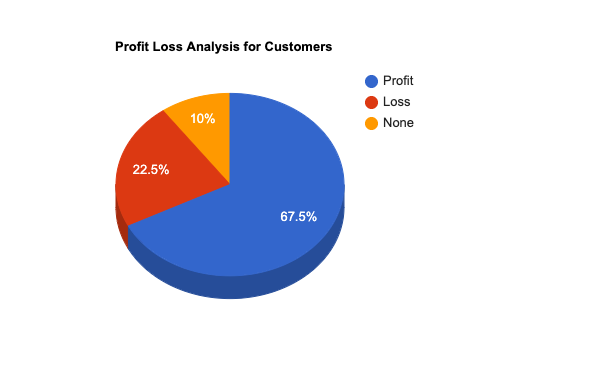 Profit Loss Analysis for Customers
Profit
Loss
None
10%
22.5%
67.5%